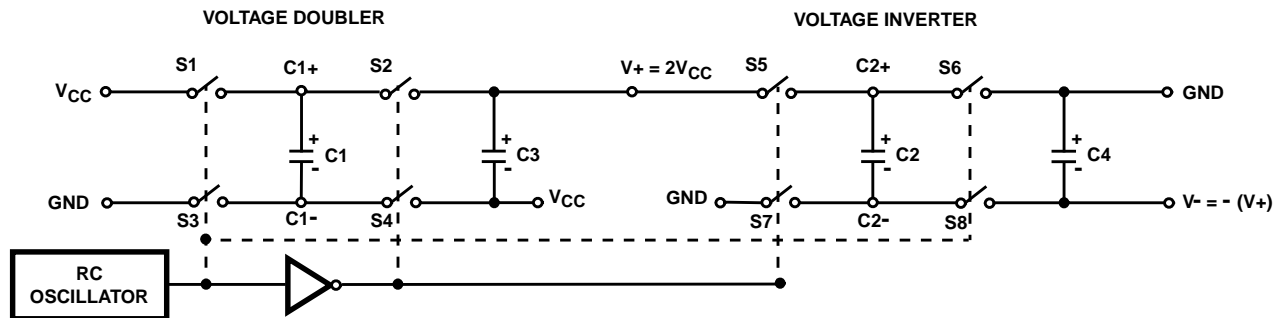 VOLTAGE DOUBLER
VOLTAGE INVERTER
S1 C1+ S2 V+ = 2VCC S5 C2+ S6
VCC GND
+ + + +
C1 C3 C2 C4
- - - -
GND VCC GND V- = - (V+)
S3 C1- S4 S7 C2- S8
RC
OSCILLATOR